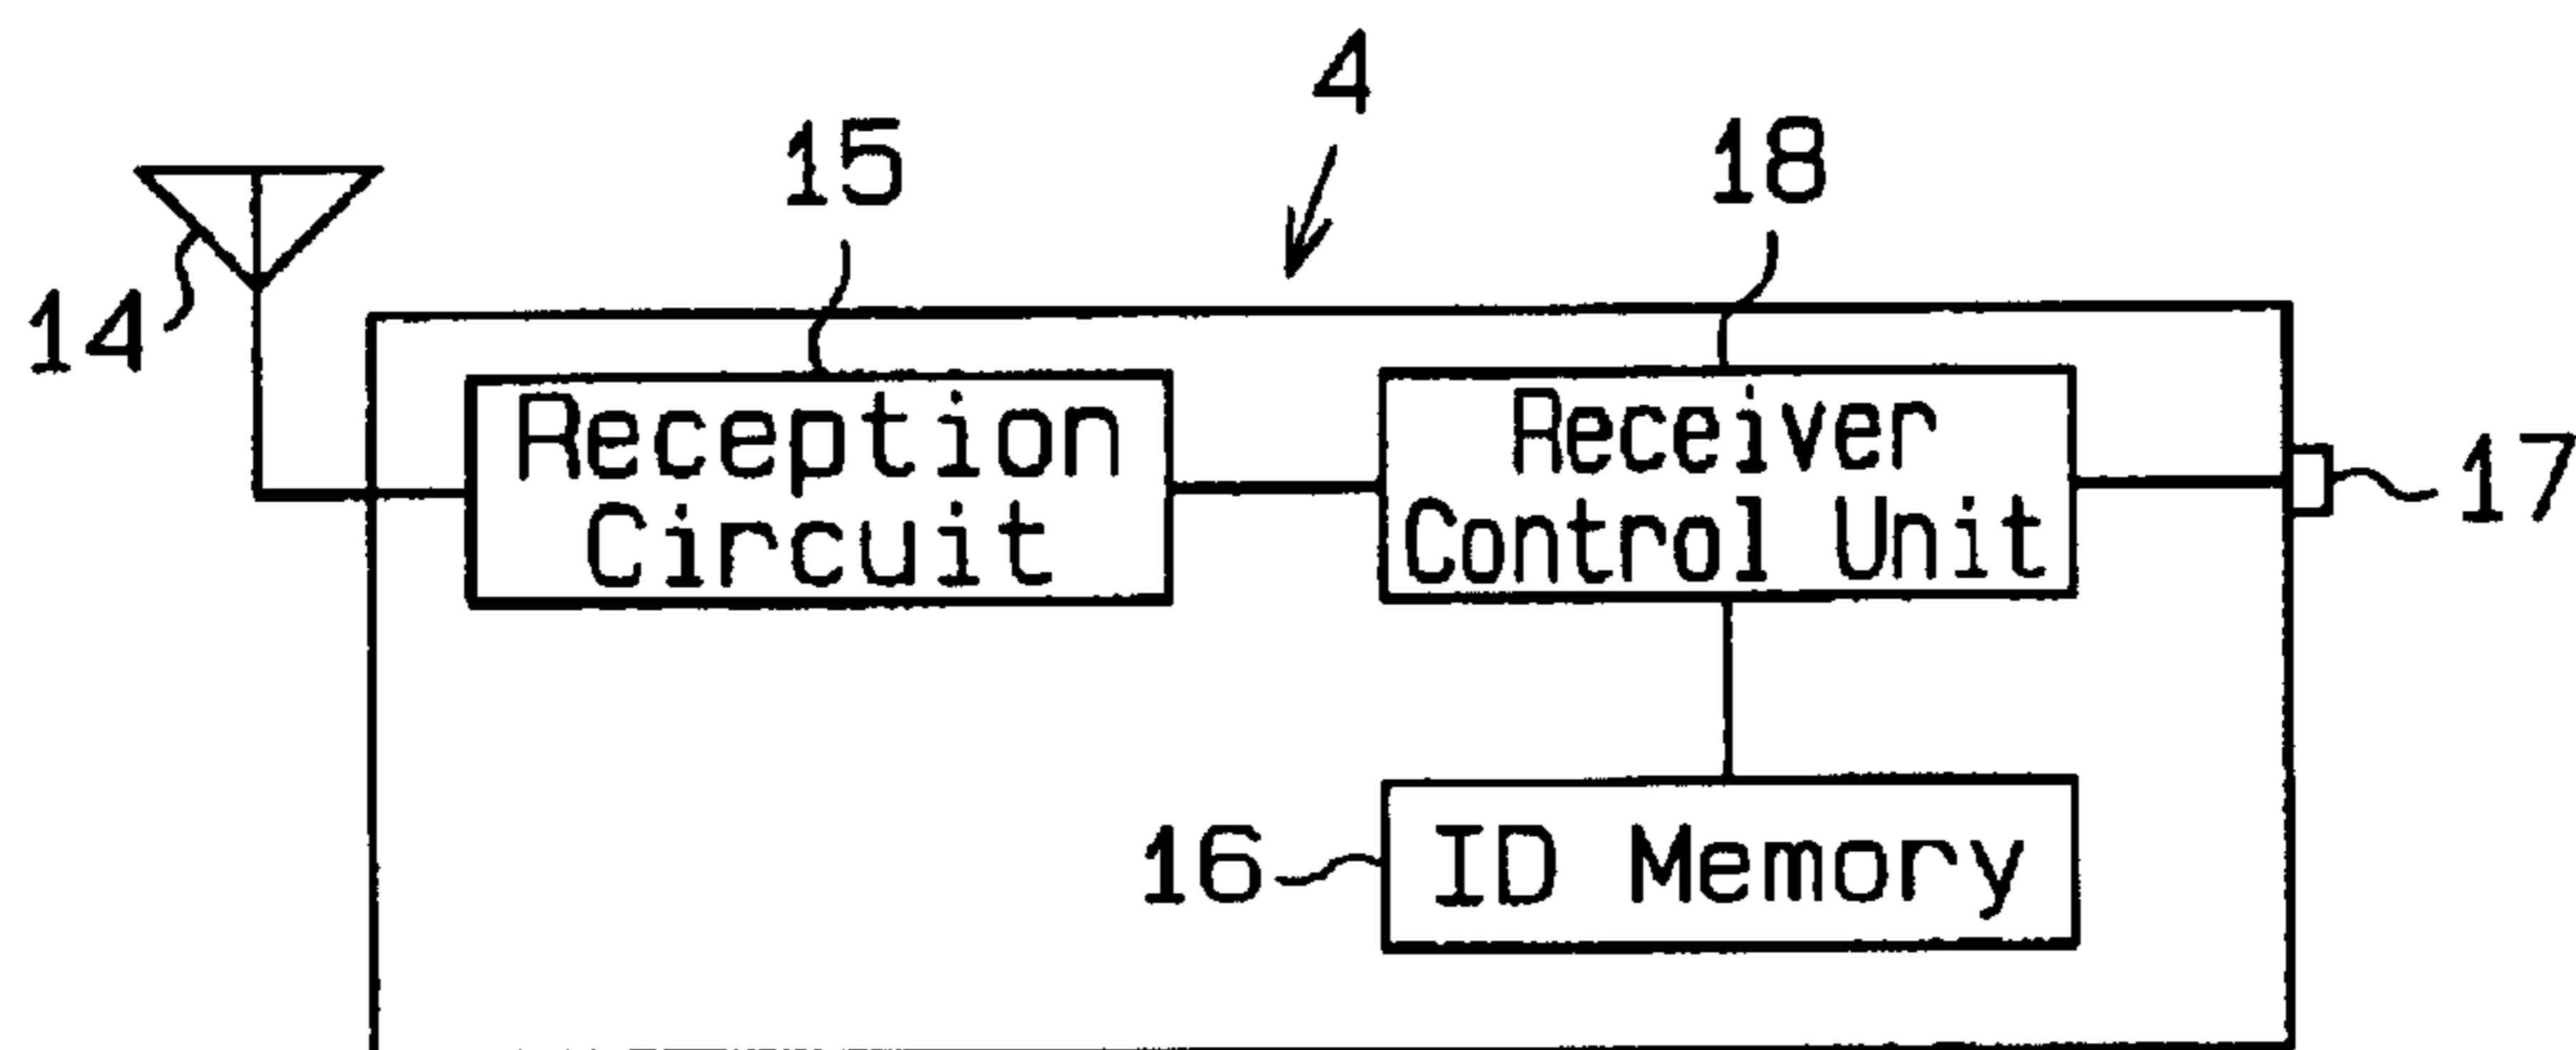 4
15
18
14
Reception
Circuit
Receiver
Control Unit
17
16
ID Memory